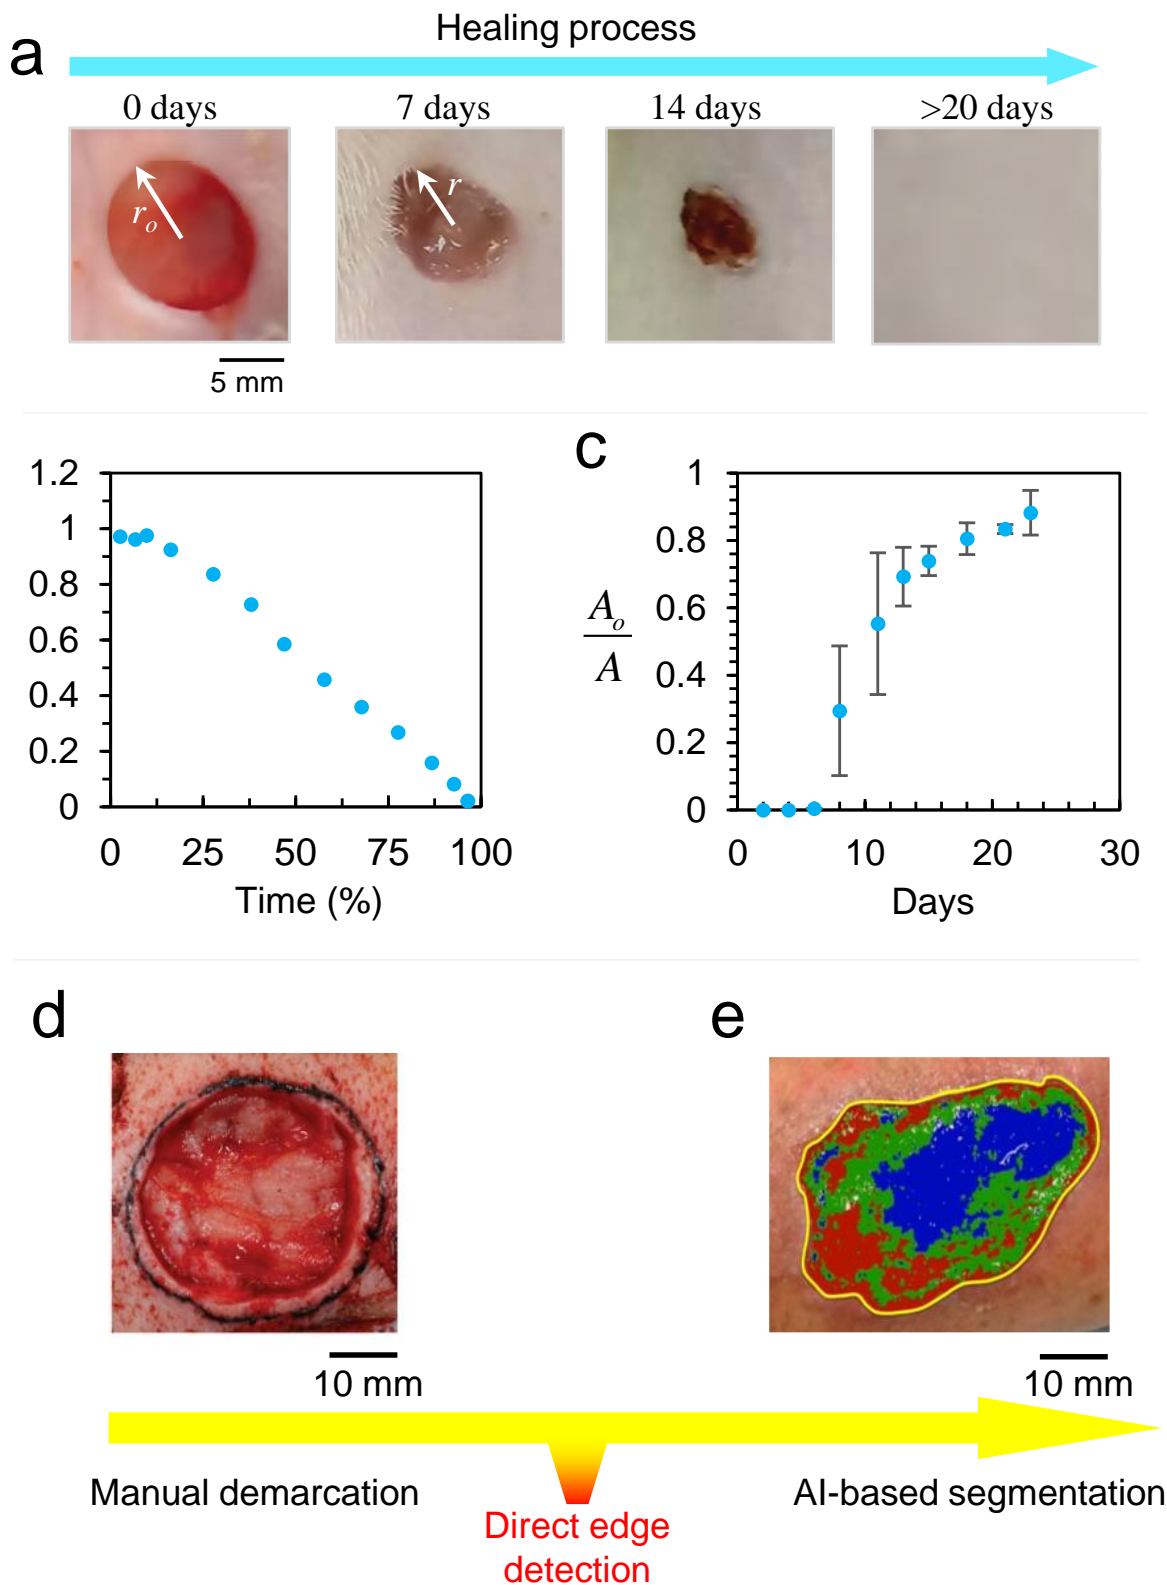 a
Healing process
0 days
7 days
14 days
>20 days
r_o
r
5 mm
1.2
1
0.8
0.6
0.4
0.2
0
0 25 50 75 100
Time (%)
c
1
0.8
0.6
0.4
0.2
0
A_o
A
0 10 20 30
Days
d
e
10 mm
10 mm
Manual demarcation
AI-based segmentation
Direct edge
detection